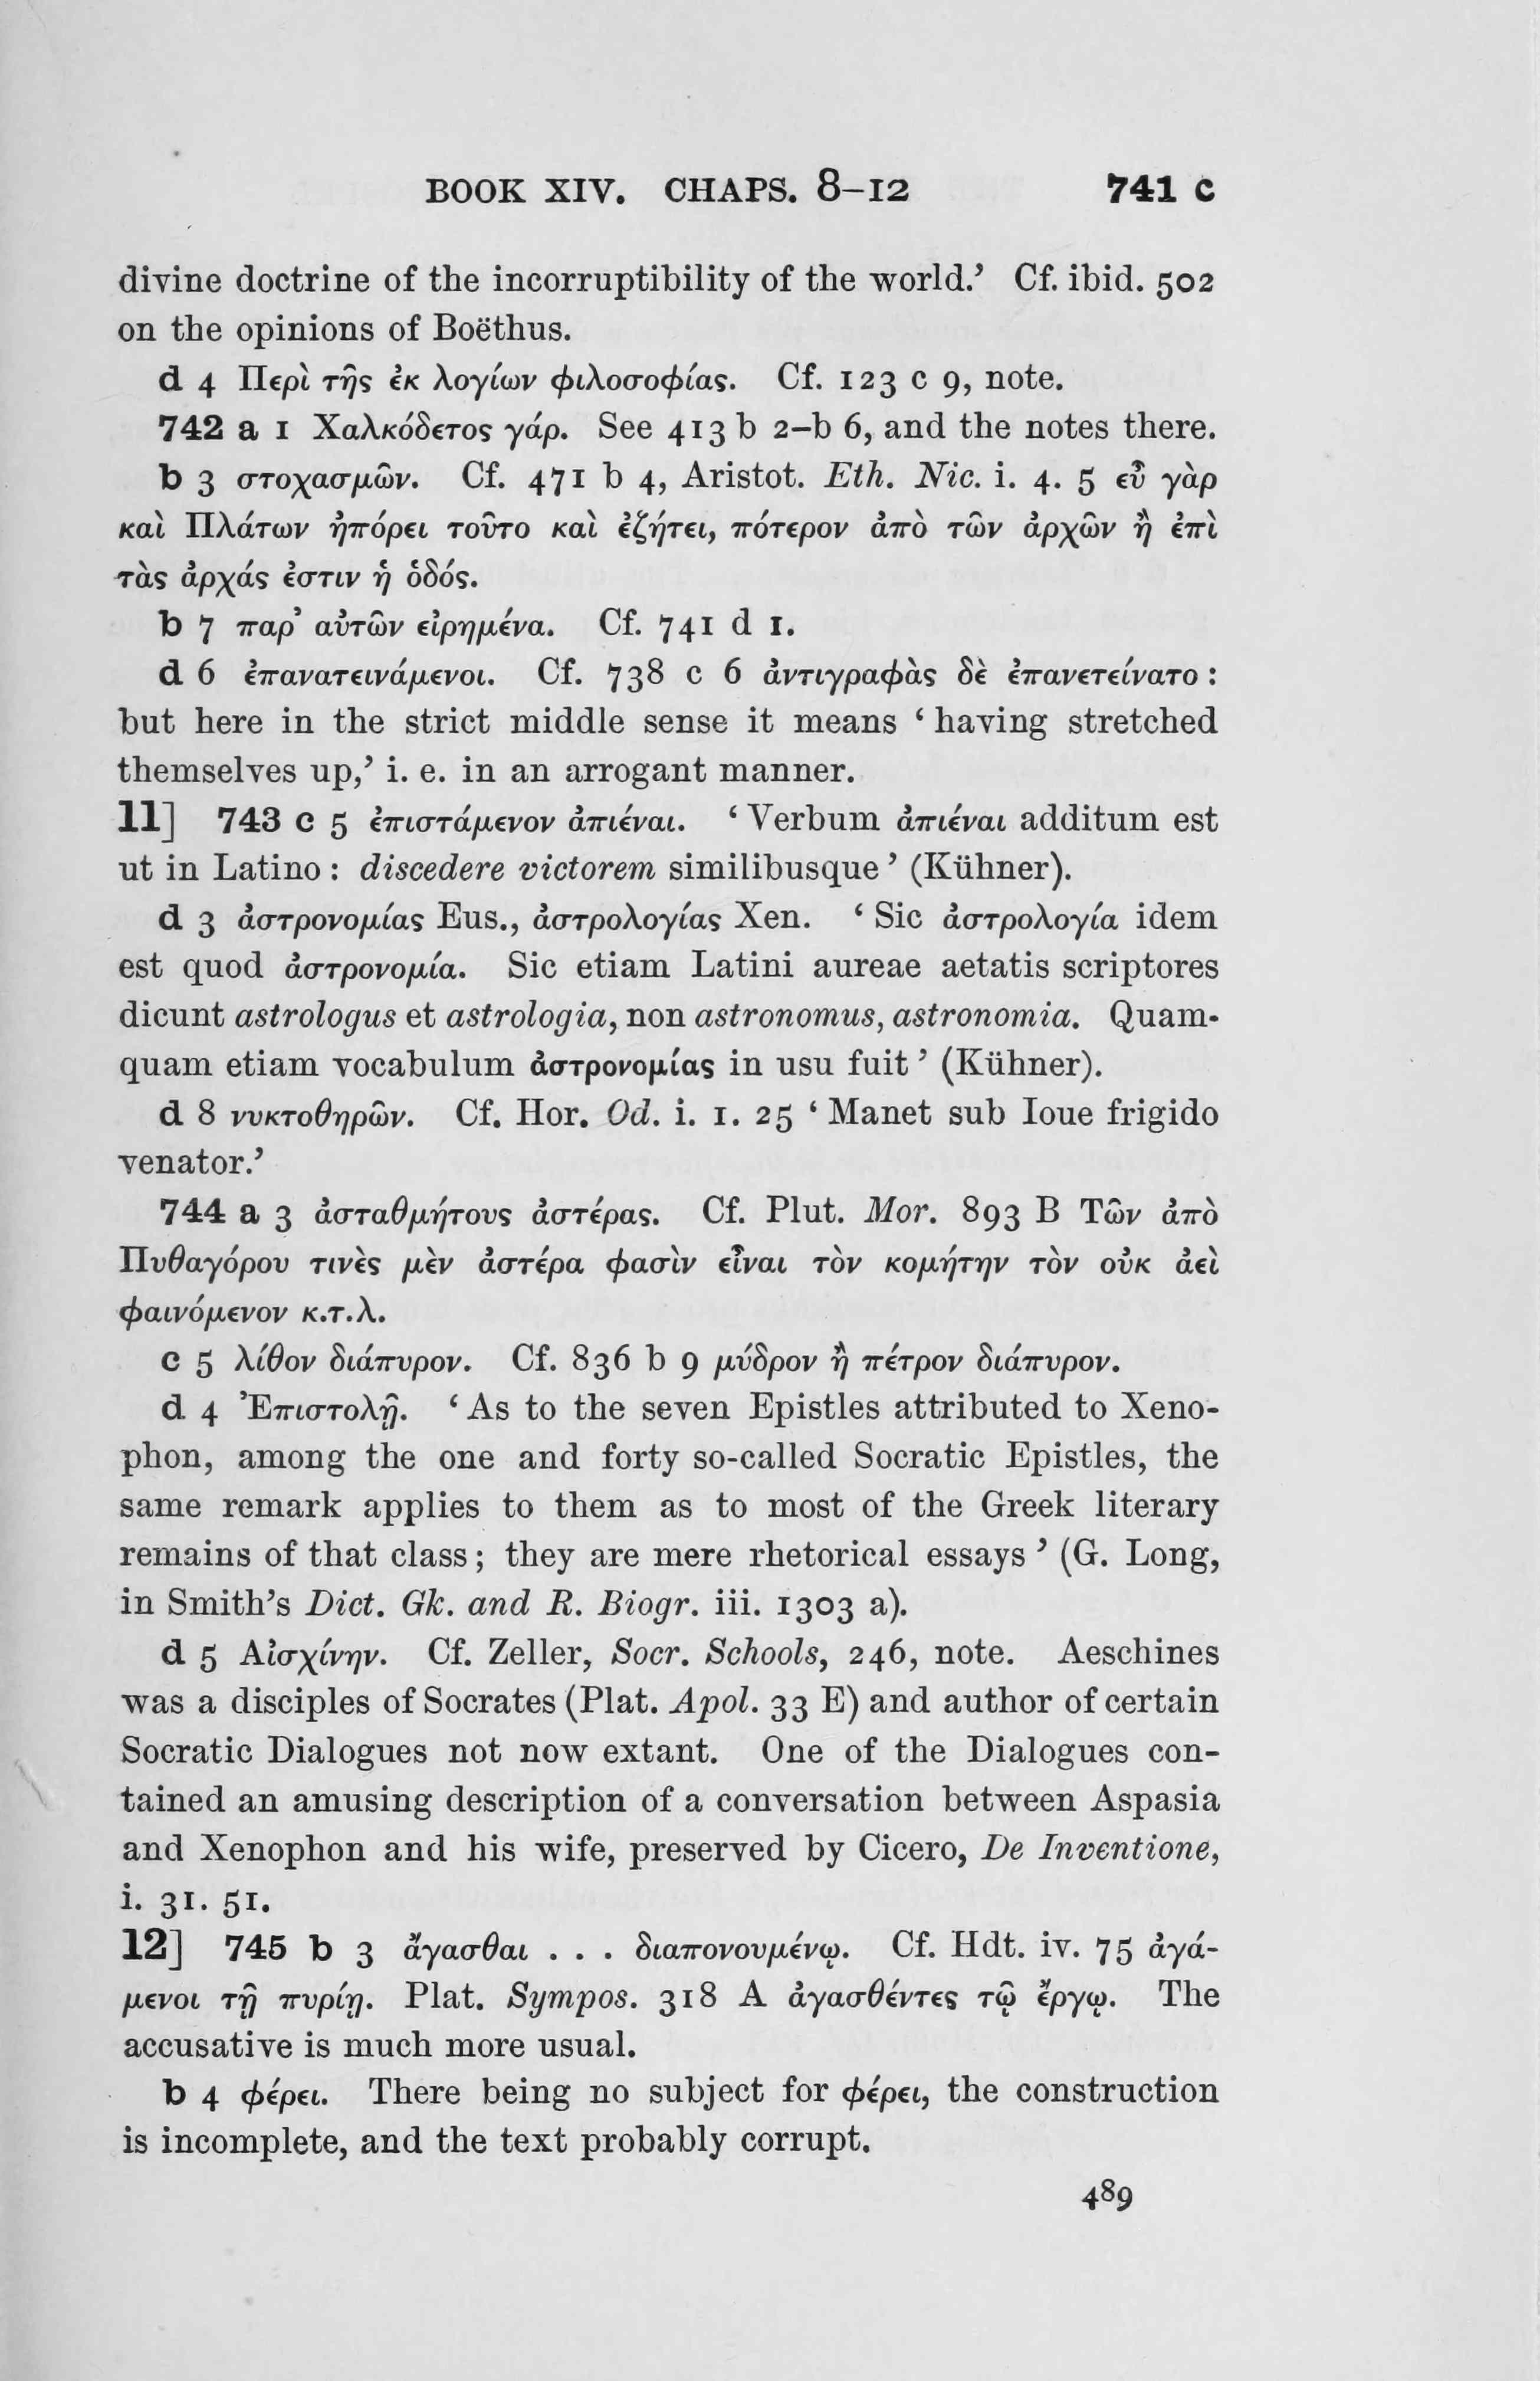 BOOK XIV. CHAPS. 8–12 741 c
divine doctrine of the incorruptibility of the world.’ Cf. ibid. 502
on the opinions of Boëthus.
d 4 Περὶ τῆς ἐκ λογίων φιλοσοφίας. Cf. 123 c 9, note.
742 a 1 Χαλκόδετος γάρ. See 413 b 2–b 6, and the notes there.
b 3 στοχασμῶν. Cf. 471 b 4, Aristot. Eth. Nic. i. 4. 5 εὖ γὰρ
καὶ Πλάτων ἠπόρει τοῦτο καὶ ἐζήτει, πότερον ἀπὸ τῶν ἀρχῶν ἢ ἐπὶ
τὰς ἀρχάς ἐστιν ἡ ὁδός.
b 7 παρ’ αὐτῶν εἰρημένα. Cf. 741 d 1.
d 6 ἐπανατεινάμενοι. Cf. 738 c 6 ἀντιγραφὰς δὲ ἐπανετείνατο :
but here in the strict middle sense it means ‘ having stretched
themselves up,’ i. e. in an arrogant manner.
11] 743 c 5 ἐπιστάμενον ἀπιέναι. ‘ Verbum ἀπιέναι additum est
ut in Latino : discedere victorem similibusque ’ (Kühner).
d 3 ἀστρονομίας Eus., ἀστρολογίας Xen. ‘ Sic ἀστρολογία idem
est quod ἀστρονομία. Sic etiam Latini aureae aetatis scriptores
dicunt astrologus et astrologia, non astronomus, astronomia. Quam-
quam etiam vocabulum ἀστρονομίας in usu fuit ’ (Kühner).
d 8 νυκτοθηρῶν. Cf. Hor. Od. i. 1. 25 ‘ Manet sub Ioue frigido
venator.’
744 a 3 ἀσταθμήτους ἀστέρας. Cf. Plut. Mor. 893 B Τῶν ἀπὸ
Πυθαγόρου τινὲς μὲν ἀστέρα φασὶν εἶναι τὸν κομήτην τὸν οὐκ ἀεὶ
φαινόμενον κ.τ.λ.
c 5 λίθον διάπυρον. Cf. 836 b 9 μύδρον ἢ πέτρον διάπυρον.
d 4 Ἐπιστολῇ. ‘ As to the seven Epistles attributed to Xeno-
phon, among the one and forty so-called Socratic Epistles, the
same remark applies to them as to most of the Greek literary
remains of that class ; they are mere rhetorical essays ’ (G. Long,
in Smith’s Dict. Gk. and R. Biogr. iii. 1303 a).
d 5 Αἰσχίνην. Cf. Zeller, Socr. Schools, 246, note. Aeschines
was a disciples of Socrates (Plat. Apol. 33 E) and author of certain
Socratic Dialogues not now extant. One of the Dialogues con-
tained an amusing description of a conversation between Aspasia
and Xenophon and his wife, preserved by Cicero, De Inventione,
i. 31. 51.
12] 745 b 3 ἄγασθαι . . . διαπονουμένῳ. Cf. Hdt. iv. 75 ἀγά-
μενοι τῇ πυρίῃ. Plat. Sympos. 318 A ἀγασθέντες τῷ ἔργῳ. The
accusative is much more usual.
b 4 φέρει. There being no subject for φέρει, the construction
is incomplete, and the text probably corrupt.
489